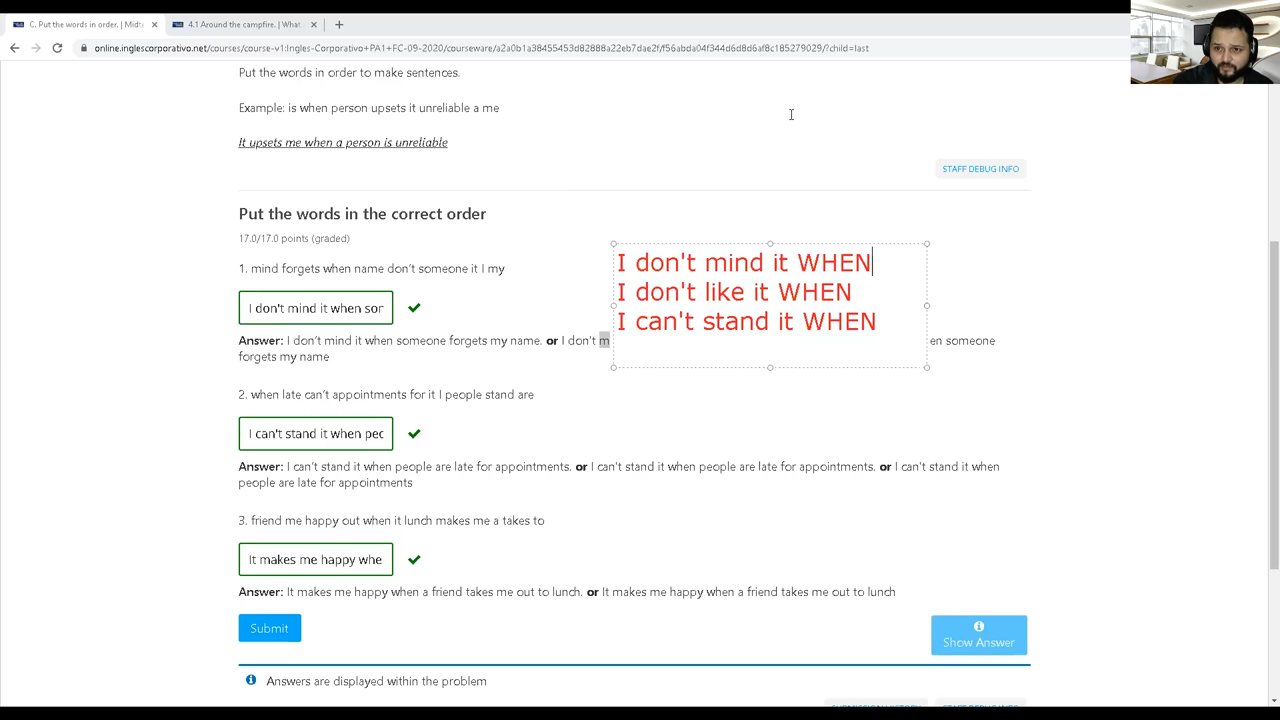 C. Put the words in order. | Midt
4.1 Around the campfire. | What
online.inglescorporativo.net/courses/course-v1:Ingles-Corporativo+PA1+FC-09-2020/courseware/a2a0b1a38455453d82888a22eb7dae2f/f56abda04f344d6d8d6af8c185279029/?child=last
Put the words in order to make sentences.
Example: is when person upsets it unreliable a me
It upsets me when a person is unreliable
STAFF DEBUG INFO
Put the words in the correct order
17.0/17.0 points (graded)
1. mind forgets when name don't someone it I my
I don't mind it WHEN
I don't like it WHEN
I can't stand it WHEN
I don't mind it when sor
Answer: I don't mind it when someone forgets my name. or I don't m
en someone
forgets my name
2. when late can't appointments for it I people stand are
I can't stand it when pec
Answer: I can't stand it when people are late for appointments. or I can't stand it when people are late for appointments. or I can't stand it when
people are late for appointments
3. friend me happy out when it lunch makes me a takes to
It makes me happy whe
Answer: It makes me happy when a friend takes me out to lunch. or It makes me happy when a friend takes me out to lunch
Submit
Show Answer
Answers are displayed within the problem
SUBMISSION HISTORY
STAFF DEBUG INFO